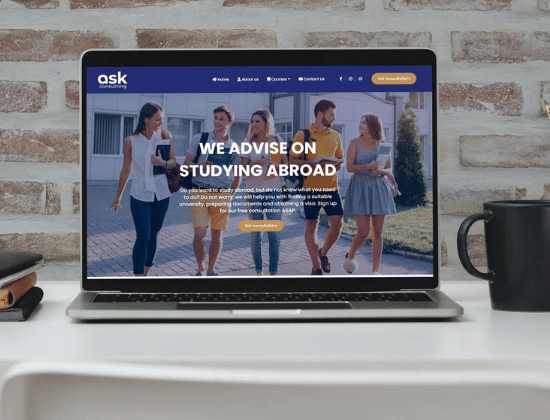 ask
consulting
Home About us Courses Contact Us Get consultation
WE ADVISE ON
STUDYING ABROAD
Do you want to study abroad, but do not know what you need
to do? Do not worry, we will help you with finding a suitable
university, preparing documents and obtaining a visa. Sign up
for our free consultation ASAP.
Get consultation